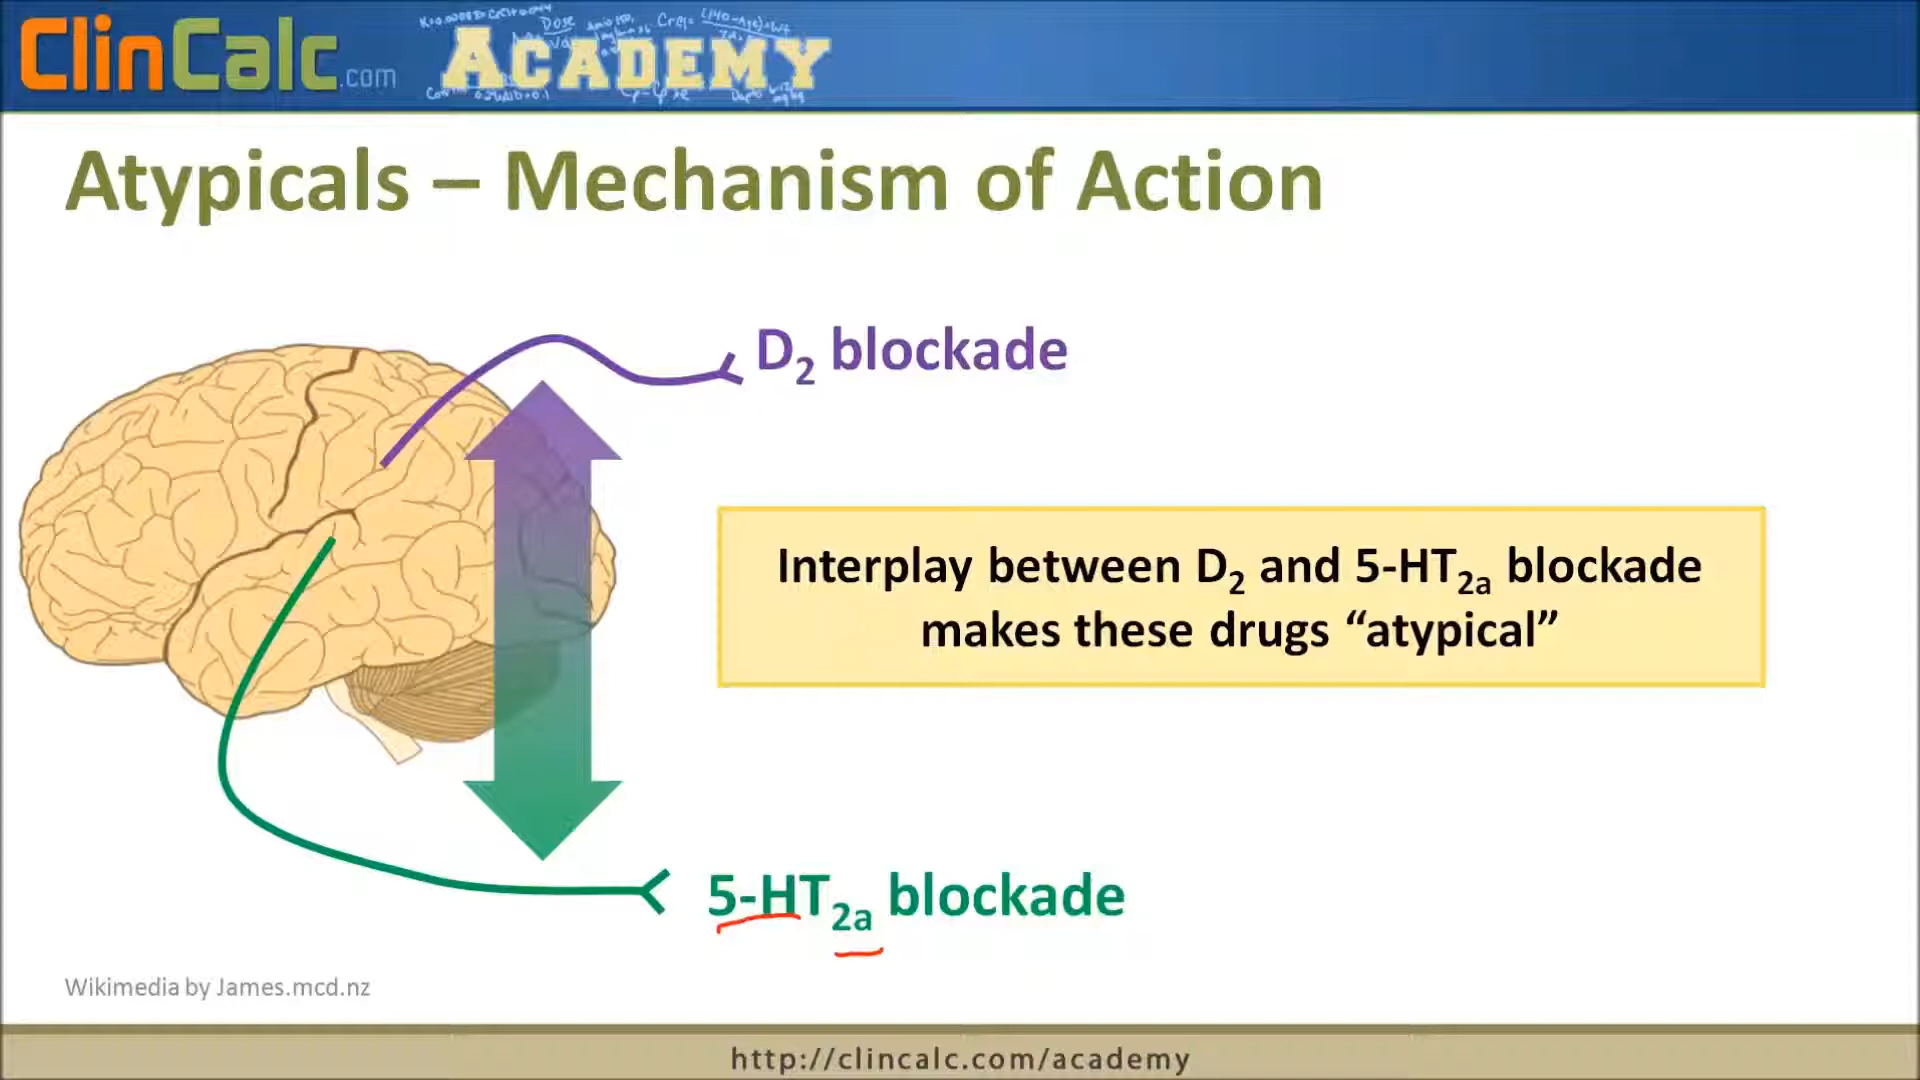 ClinCalc.com ACADEMY
Atypicals – Mechanism of Action
D2 blockade
Interplay between D2 and 5-HT2a blockade
makes these drugs “atypical”
5-HT2a blockade
Wikimedia by James.mcd.nz
http://clincalc.com/academy